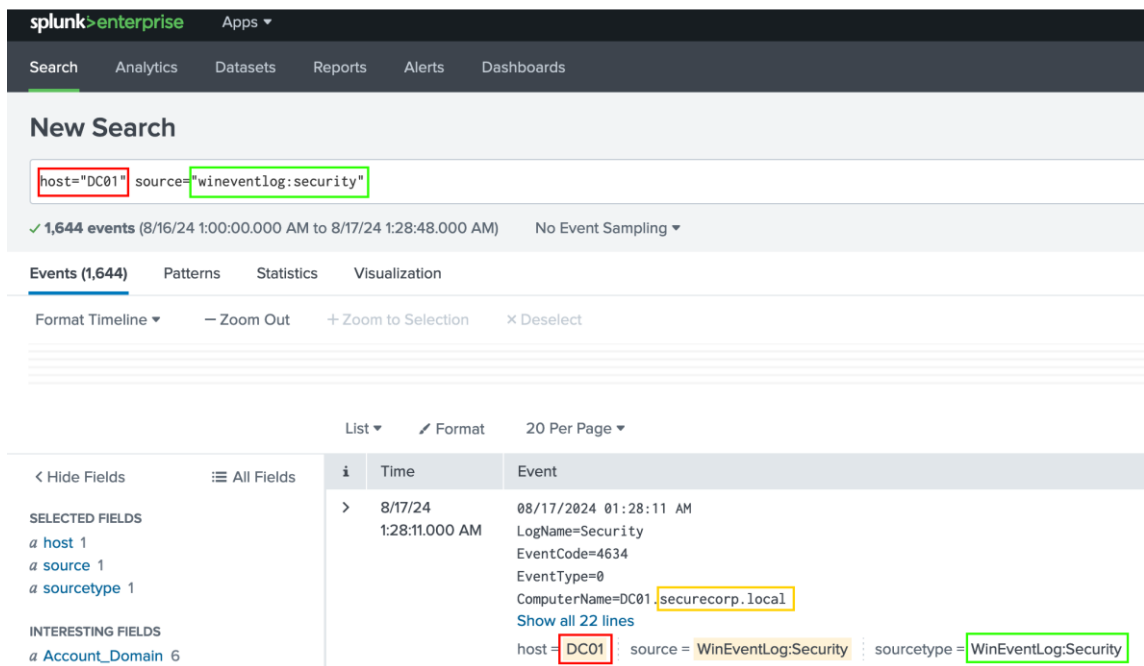 splunk>enterprise Apps ▾
Search Analytics Datasets Reports Alerts Dashboards
New Search
host="DC01" source="wineventlog:security"
✓ 1,644 events (8/16/24 1:00:00.000 AM to 8/17/24 1:28:48.000 AM) No Event Sampling ▾
Events (1,644) Patterns Statistics Visualization
Format Timeline ▾ — Zoom Out + Zoom to Selection × Deselect
List ▾ Format 20 Per Page ▾
< Hide Fields All Fields
i Time Event
SELECTED FIELDS
a host 1
a source 1
a sourcetype 1
INTERESTING FIELDS
a Account_Domain 6
> 8/17/24
1:28:11.000 AM
08/17/2024 01:28:11 AM
LogName=Security
EventCode=4634
EventType=0
ComputerName=DC01.securecorp.local
Show all 22 lines
host = DC01 source = WinEventLog:Security sourcetype = WinEventLog:Security